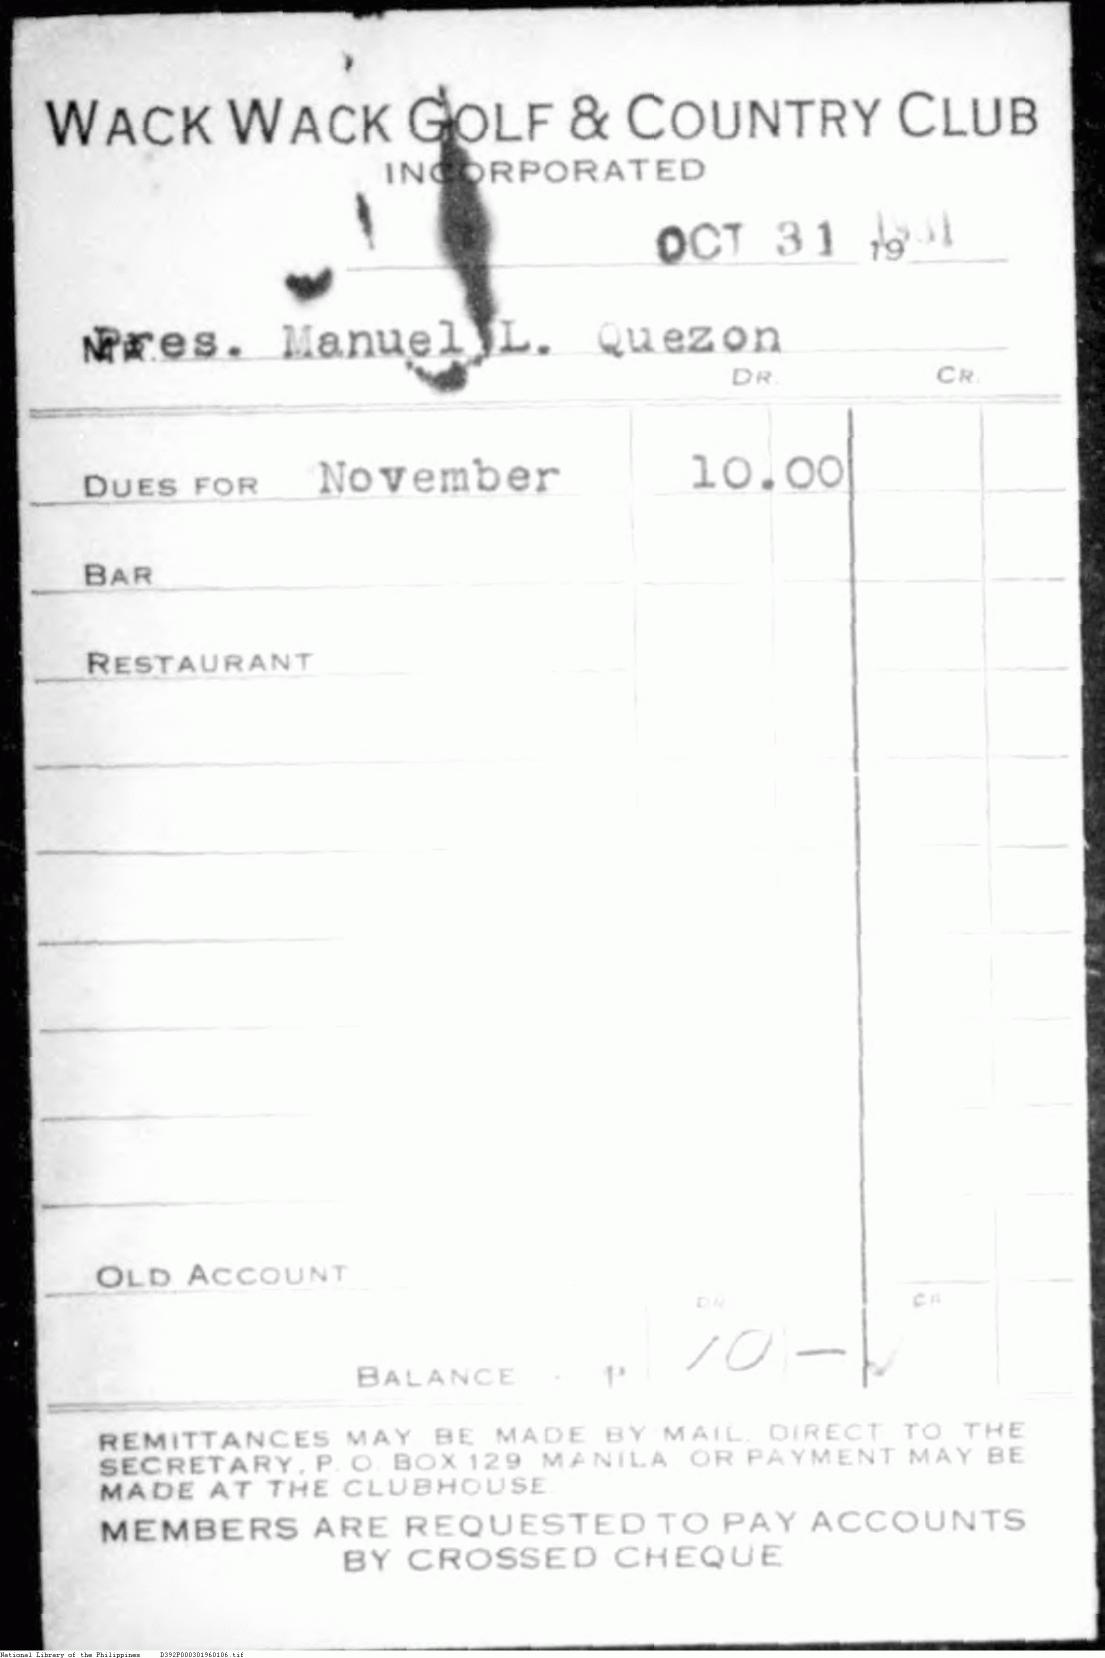 WACK WACK GOLF & COUNTRY CLUB
INCORPORATED
OCT 31 1931
Pres. Manuel L. Quezon
DR. CR.
DUES FOR November 10.00
BAR
RESTAURANT
OLD ACCOUNT
DR CR
BALANCE - ₱ 10 —
REMITTANCES MAY BE MADE BY MAIL. DIRECT TO THE
SECRETARY, P. O. BOX 129 MANILA OR PAYMENT MAY BE
MADE AT THE CLUBHOUSE.
MEMBERS ARE REQUESTED TO PAY ACCOUNTS
BY CROSSED CHEQUE
National Library of the Philippines D392P000301960106.tif